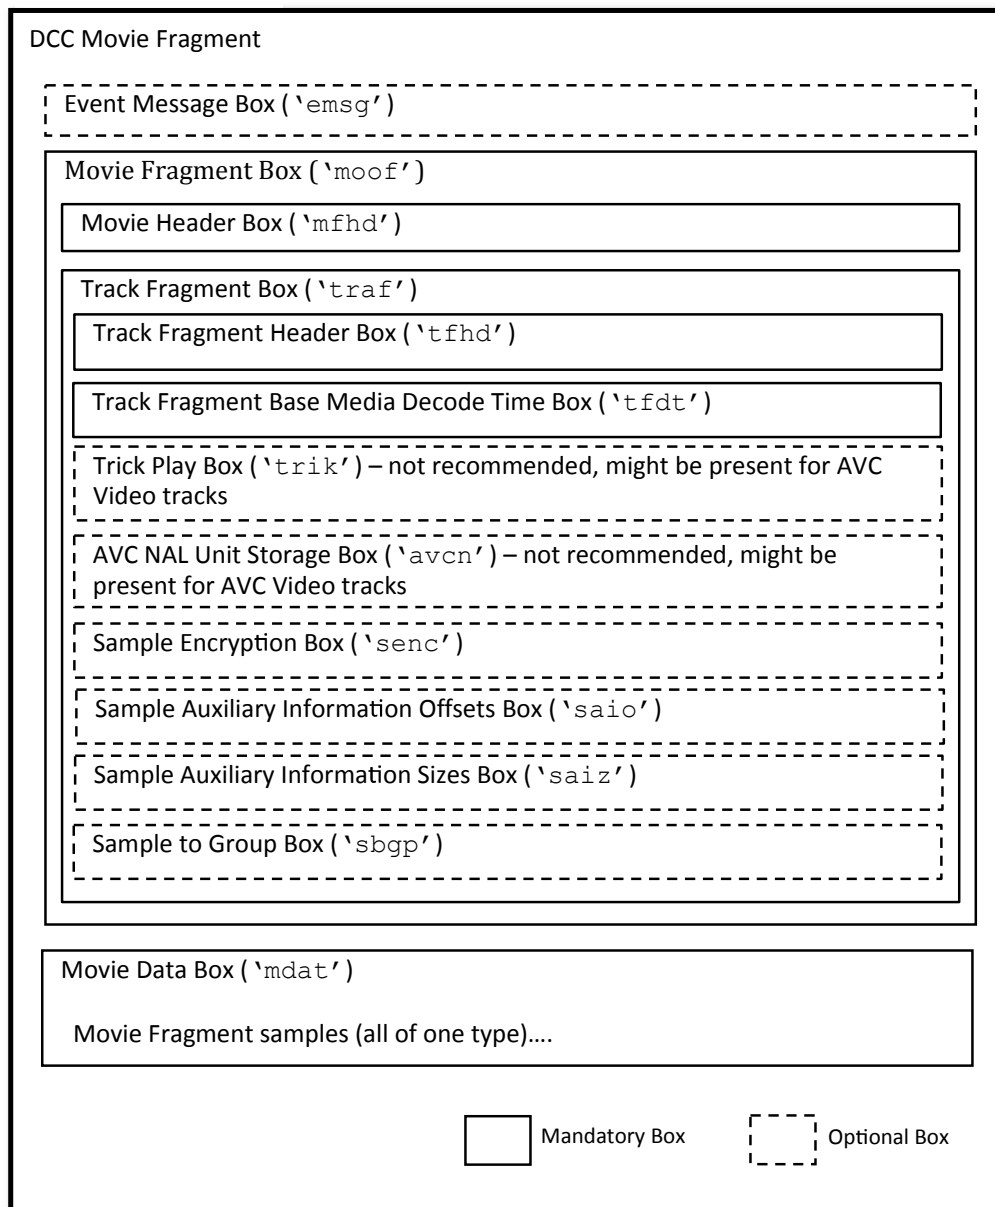 DCC Movie Fragment
Event Message Box (‘emsg’)
Movie Fragment Box (‘moof’)
Movie Header Box (‘mfhd’)
Track Fragment Box (‘traf’)
Track Fragment Header Box (‘tfhd’)
Track Fragment Base Media Decode Time Box (‘tfdt’)
Trick Play Box (‘trik’) – not recommended, might be present for AVC
Video tracks
AVC NAL Unit Storage Box (‘avcn’) – not recommended, might be
present for AVC Video tracks
Sample Encryption Box (‘senc’)
Sample Auxiliary Information Offsets Box (‘saio’)
Sample Auxiliary Information Sizes Box (‘saiz’)
Sample to Group Box (‘sbgp’)
Movie Data Box (‘mdat’)
Movie Fragment samples (all of one type)....
Mandatory Box
Optional Box